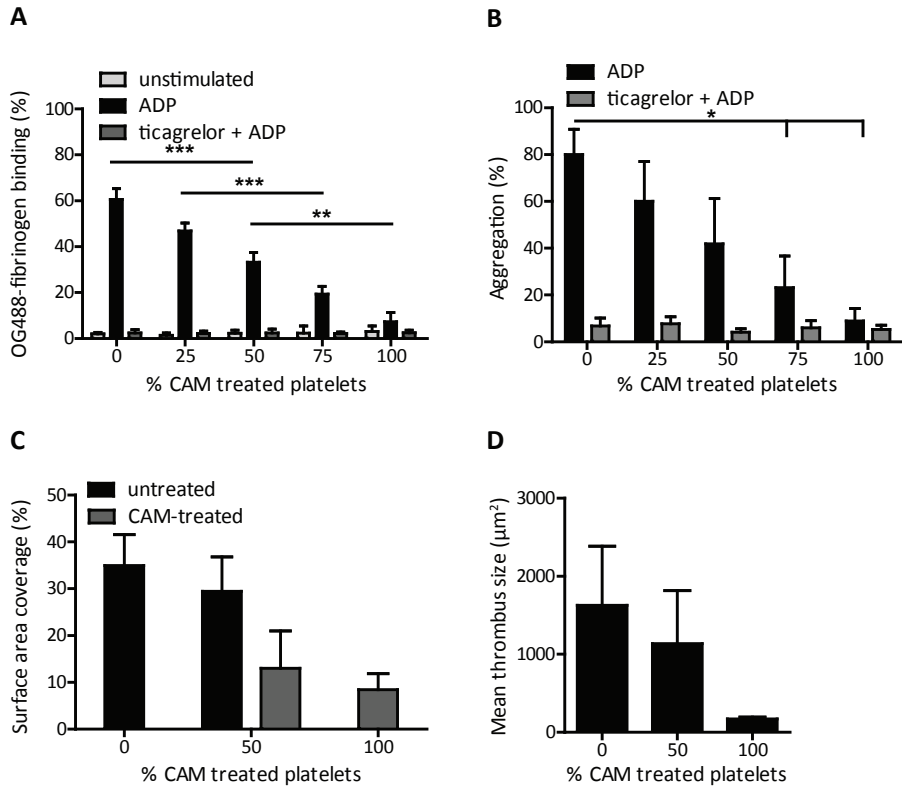 A
unstimulated
ADP
ticagrelor + ADP
OG488-fibrinogen binding (%)
100
80
60
40
20
0
***
***
**
0 25 50 75 100
% CAM treated platelets
B
ADP
ticagrelor + ADP
Aggregation (%)
100
80
60
40
20
0
*
0 25 50 75 100
% CAM treated platelets
C
untreated
CAM-treated
Surface area coverage (%)
50
40
30
20
10
0
0 50 100
% CAM treated platelets
D
Mean thrombus size (µm²)
3000
2000
1000
0
0 50 100
% CAM treated platelets